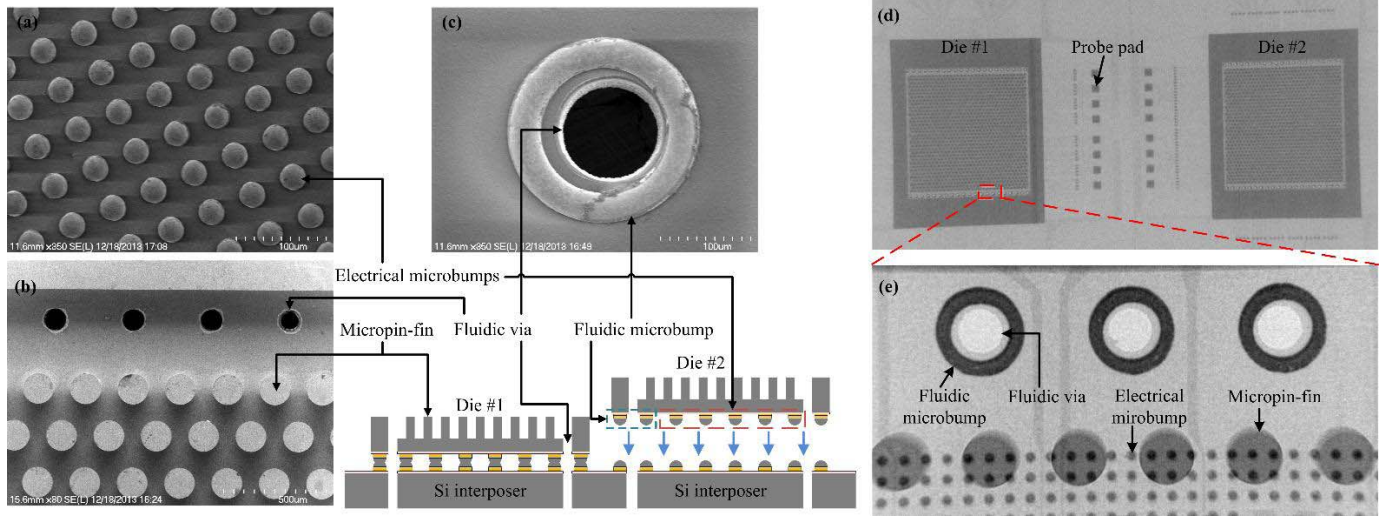 (a)
11.6mm x350 SE(L) 12/18/2013 17:08
100um
(b)
15.6mm x80 SE(L) 12/18/2013 16:24
500um
(c)
11.6mm x350 SE(L) 12/18/2013 16:49
100um
Electrical microbumps
Micropin-fin
Fluidic via
Fluidic microbump
Die #1
Die #2
Si interposer
Si interposer
(d)
Die #1
Probe pad
Die #2
(e)
Fluidic
microbump
Fluidic via
Electrical
mirobump
Micropin-fin